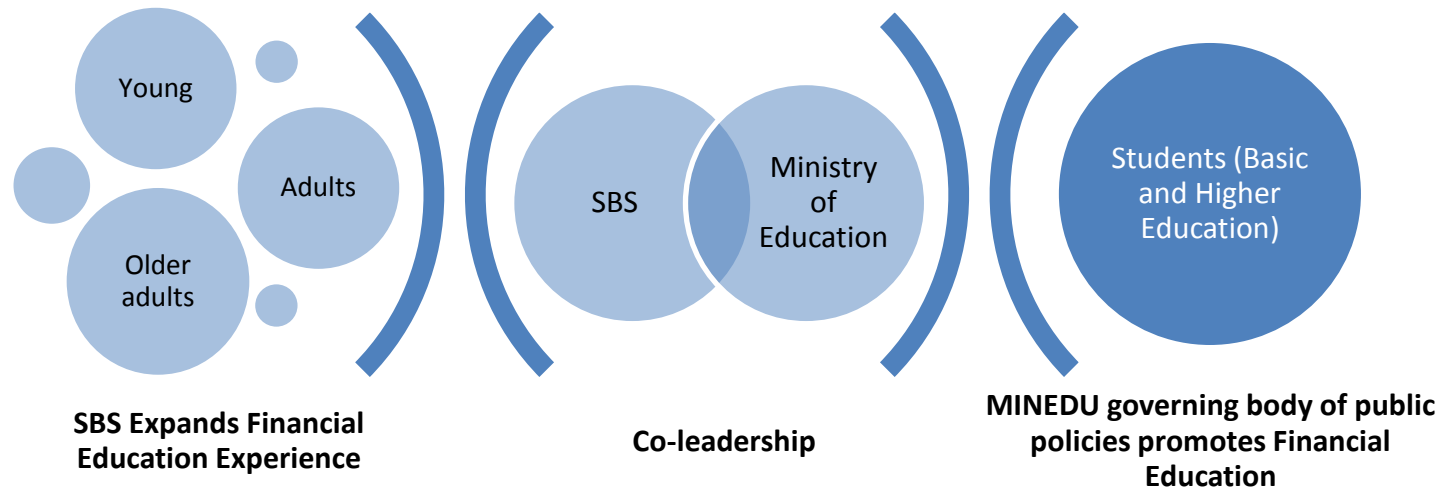 Young
Adults
Older
adults
SBS Expands Financial
Education Experience
SBS
Ministry
of
Education
Co-leadership
Students (Basic
and Higher
Education)
MINEDU governing body of public
policies promotes Financial
Education